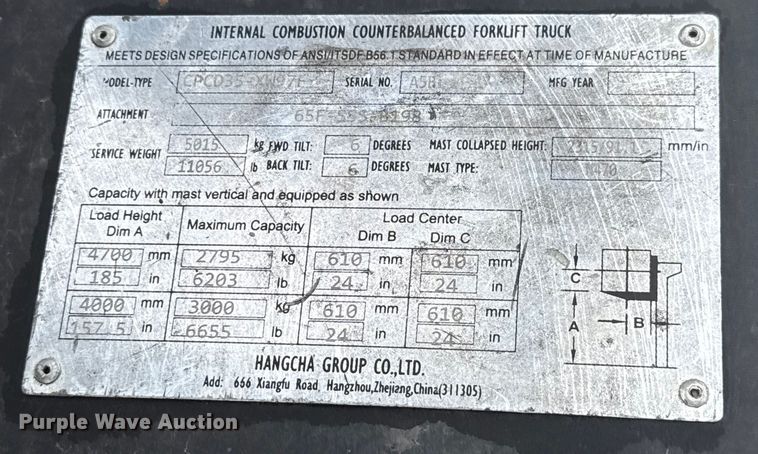 INTERNAL COMBUSTION COUNTERBALANCED FORKLIFT TRUCK
MEETS DESIGN SPECIFICATIONS OF ANSI/ITSDF B56.1 STANDARD IN EFFECT AT TIME OF MANUFACTURE
MODEL-TYPE SERIAL NO. MFG YEAR
ATTACHMENT
SERVICE WEIGHT 5015 kg FWD TILT: 6 DEGREES MAST COLLAPSED HEIGHT: 2315/91.1 mm/in
11056 lb BACK TILT: 6 DEGREES MAST TYPE:
Capacity with mast vertical and equipped as shown
Load Height Dim A Maximum Capacity Load Center Dim B Dim C
4700 mm 2795 kg 610 mm 610 mm
185 in 6203 lb 24 in 24 in
4000 mm 3000 kg 610 mm 610 mm
157.5 in 6655 lb 24 in 24 in
C
A
B
HANGCHA GROUP CO.,LTD.
Add: 666 Xiangfu Road, Hangzhou,Zhejiang,China(311305)
Purple Wave Auction